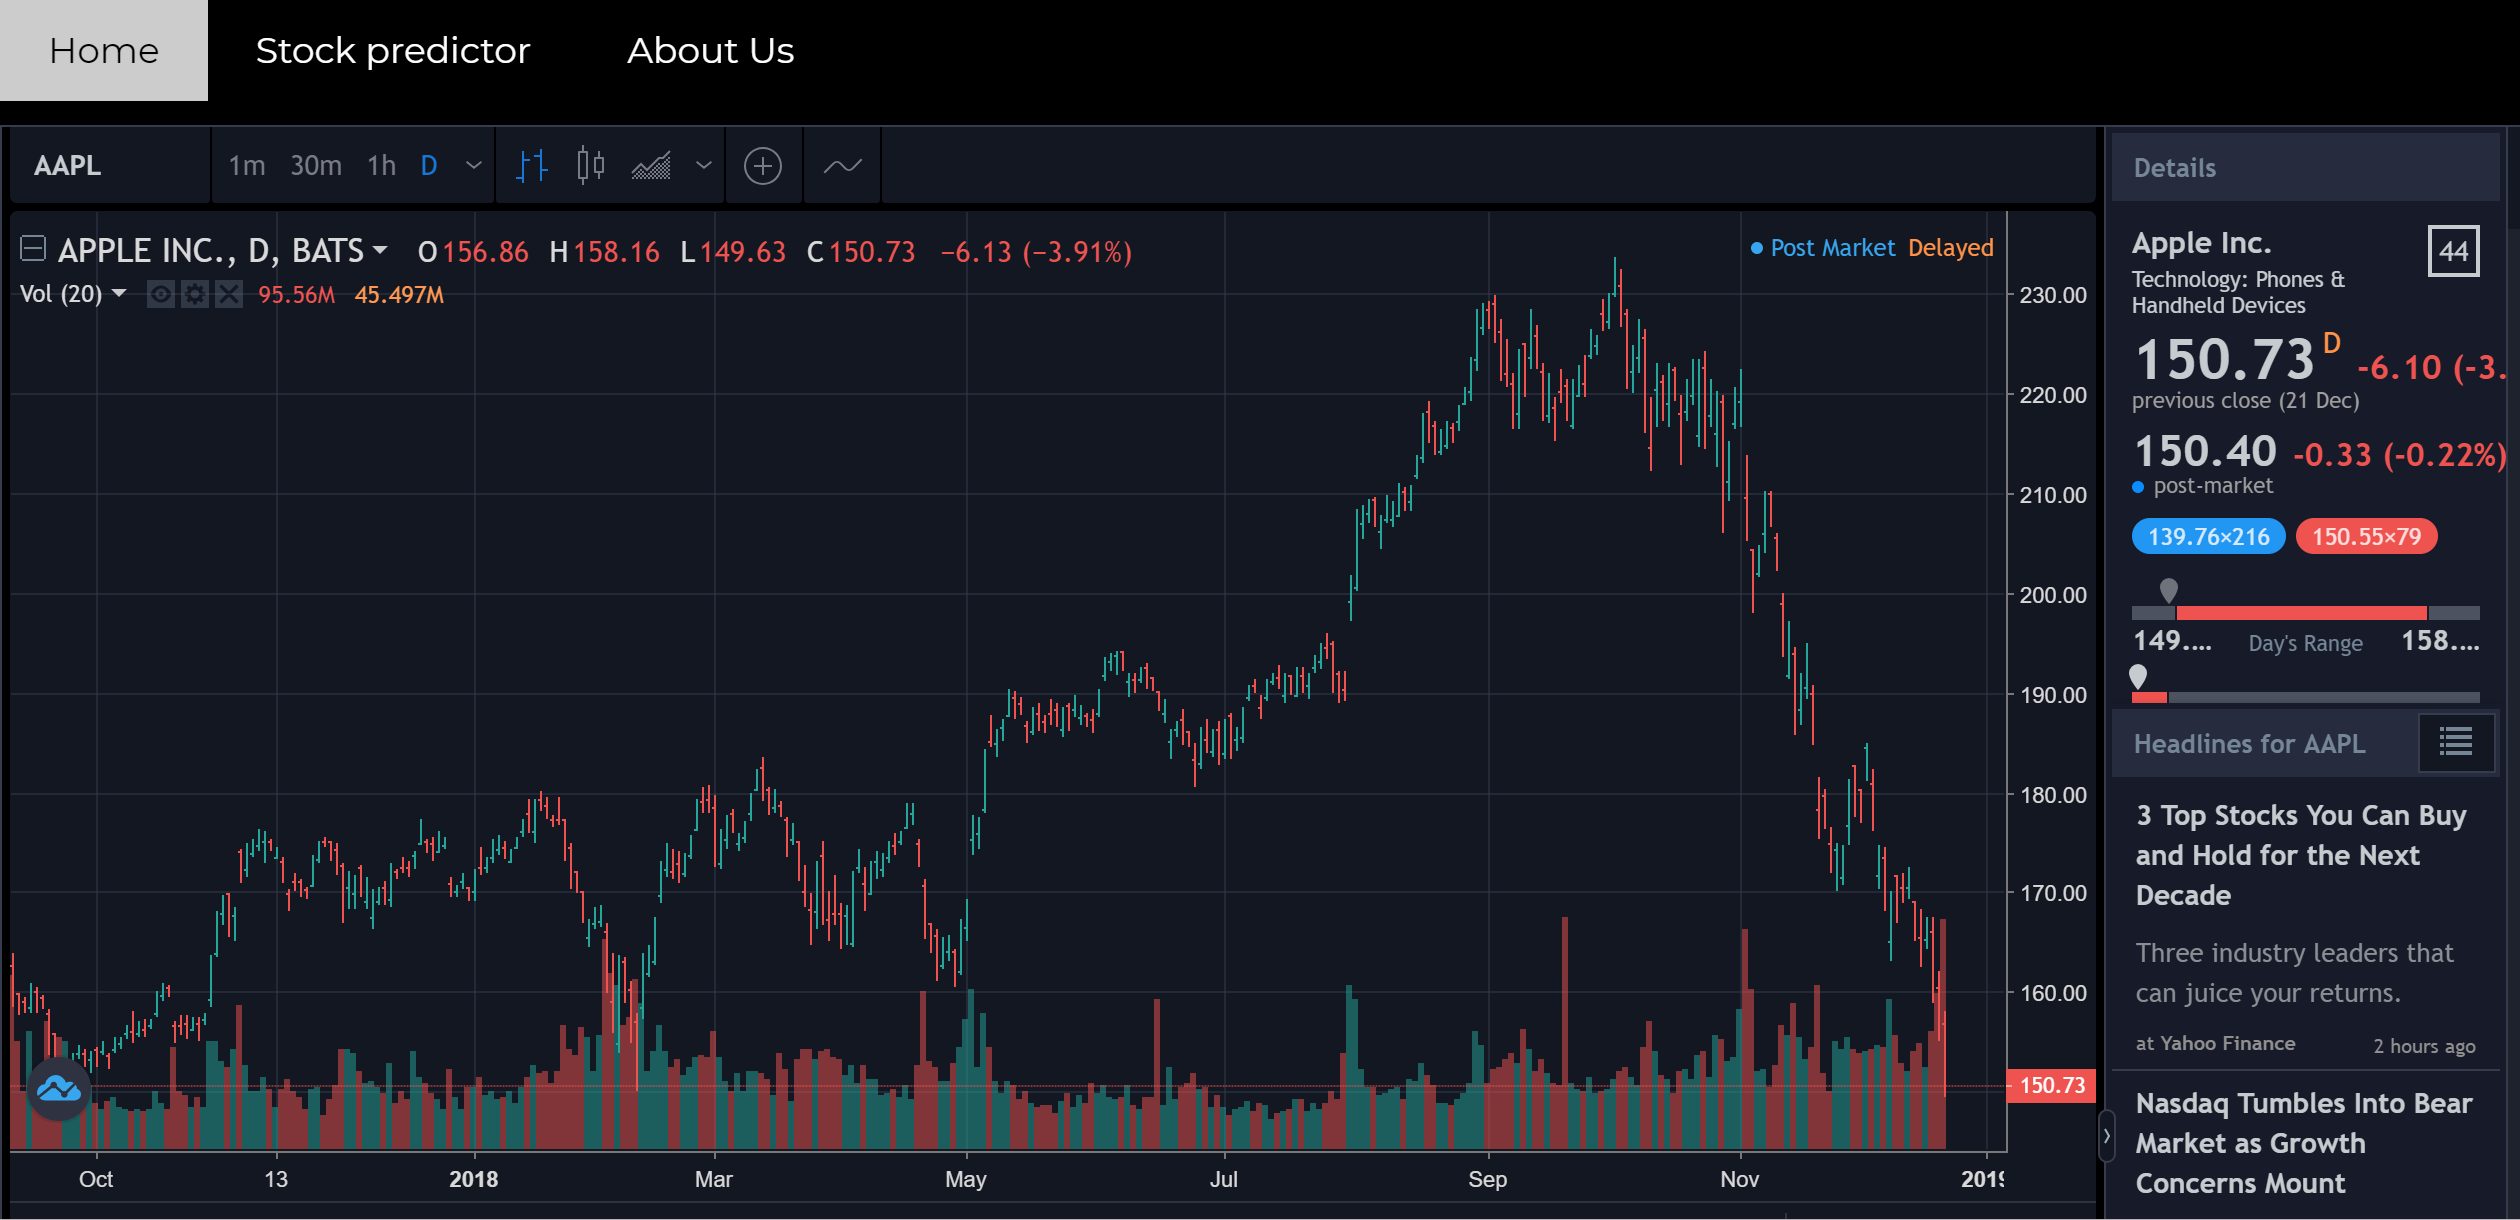 Home Stock predictor About Us
AAPL 1m 30m 1h D
APPLE INC., D, BATS O 156.86 H 158.16 L 149.63 C 150.73 −6.13 (−3.91%)
Post Market Delayed
Vol (20) 95.56M 45.497M
230.00
220.00
210.00
200.00
190.00
180.00
170.00
160.00
150.73
Oct 13 2018 Mar May Jul Sep Nov 2019
Details
Apple Inc.
44
Technology: Phones &
Handheld Devices
150.73 D -6.10 (-3.
previous close (21 Dec)
150.40 -0.33 (-0.22%)
post-market
139.76×216 150.55×79
149.... Day's Range 158....
Headlines for AAPL
3 Top Stocks You Can Buy
and Hold for the Next
Decade
Three industry leaders that
can juice your returns.
at Yahoo Finance 2 hours ago
Nasdaq Tumbles Into Bear
Market as Growth
Concerns Mount